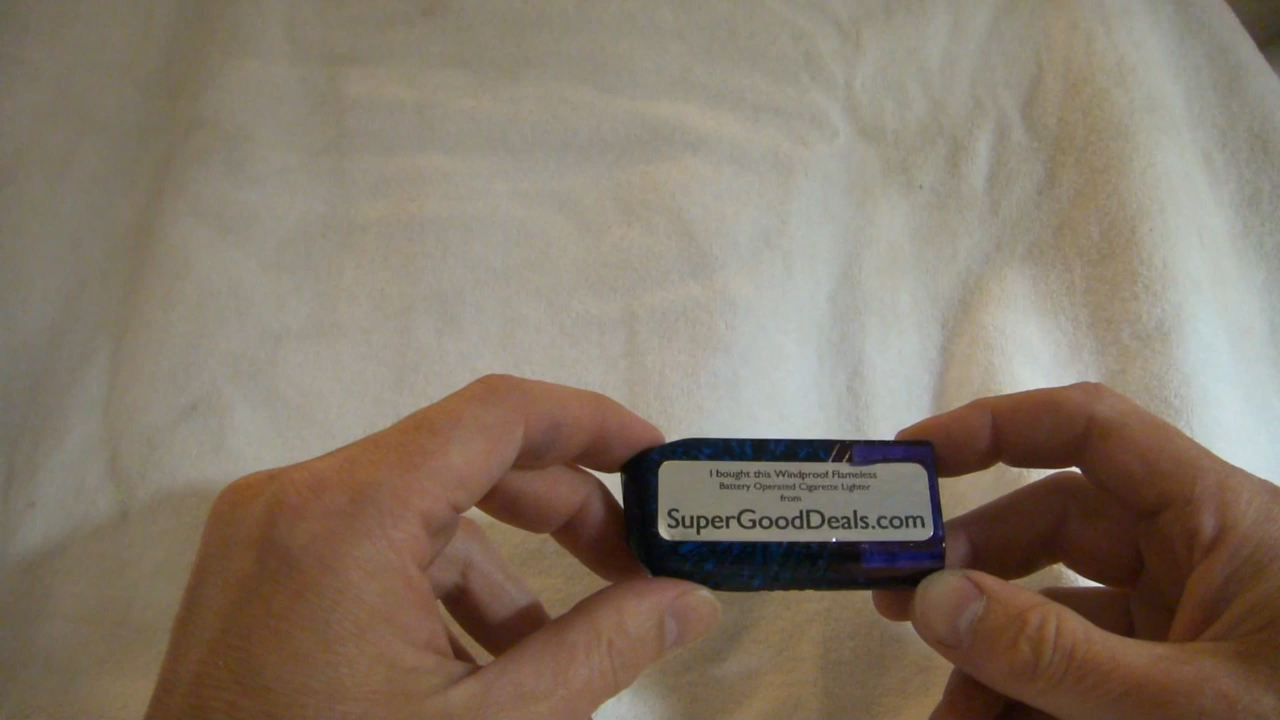 I bought this Windproof Flameless
Battery Operated Cigarette Lighter
from
SuperGoodDeals.com